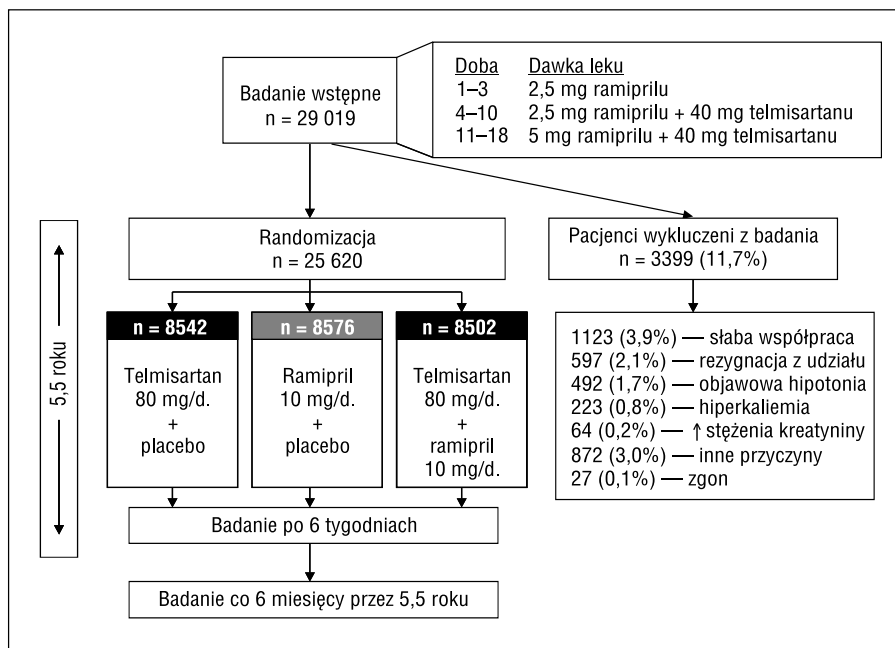 Badanie wstępne
n = 29 019
Doba Dawka leku
1–3 2,5 mg ramiprilu
4–10 2,5 mg ramiprilu + 40 mg telmisartanu
11–18 5 mg ramiprilu + 40 mg telmisartanu
5,5 roku
Randomizacja
n = 25 620
Pacjenci wykluczeni z badania
n = 3399 (11,7%)
n = 8542
Telmisartan
80 mg/d.
+
placebo
n = 8576
Ramipril
10 mg/d.
+
placebo
n = 8502
Telmisartan
80 mg/d.
+
ramipril
10 mg/d.
1123 (3,9%) — słaba współpraca
597 (2,1%) — rezygnacja z udziału
492 (1,7%) — objawowa hipotonia
223 (0,8%) — hiperkaliemia
64 (0,2%) — ↑ stężenia kreatyniny
872 (3,0%) — inne przyczyny
27 (0,1%) — zgon
Badanie po 6 tygodniach
Badanie co 6 miesięcy przez 5,5 roku